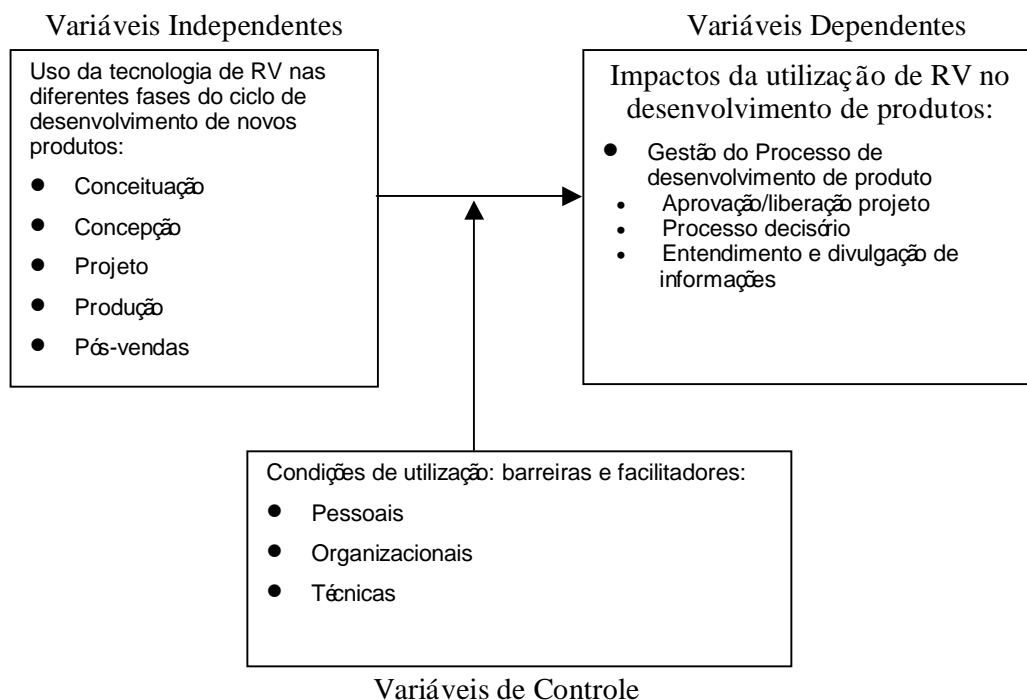 Variáveis Independentes
Uso da tecnologia de RV nas
diferentes fases do ciclo de
desenvolvimento de novos
produtos:
● Conceituação
● Concepção
● Projeto
● Produção
● Pós-vendas
Variáveis Dependentes
Impactos da utilização de RV no
desenvolvimento de produtos:
● Gestão do Processo de
desenvolvimento de produto
• Aprovação/liberação projeto
• Processo decisório
• Entendimento e divulgação de
informações
Condições de utilização: barreiras e facilitadores:
● Pessoais
● Organizacionais
● Técnicas
Variáveis de Controle